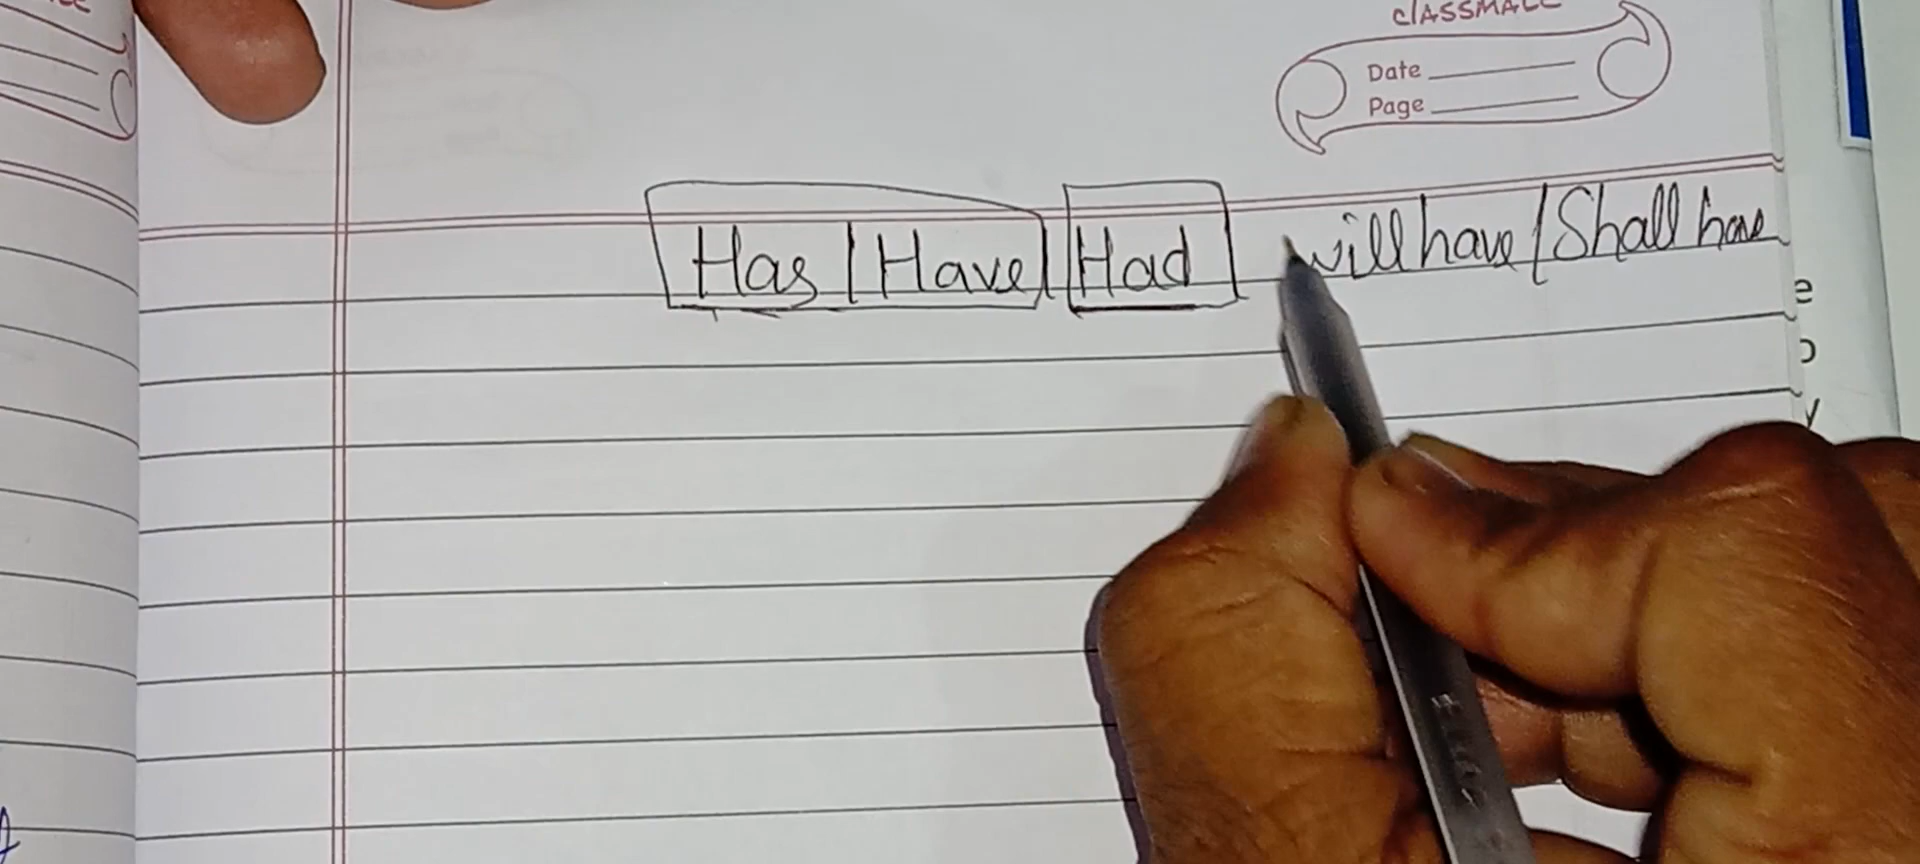 classmate
Date
Page
Has | Have | Had | will have / Shall have
e